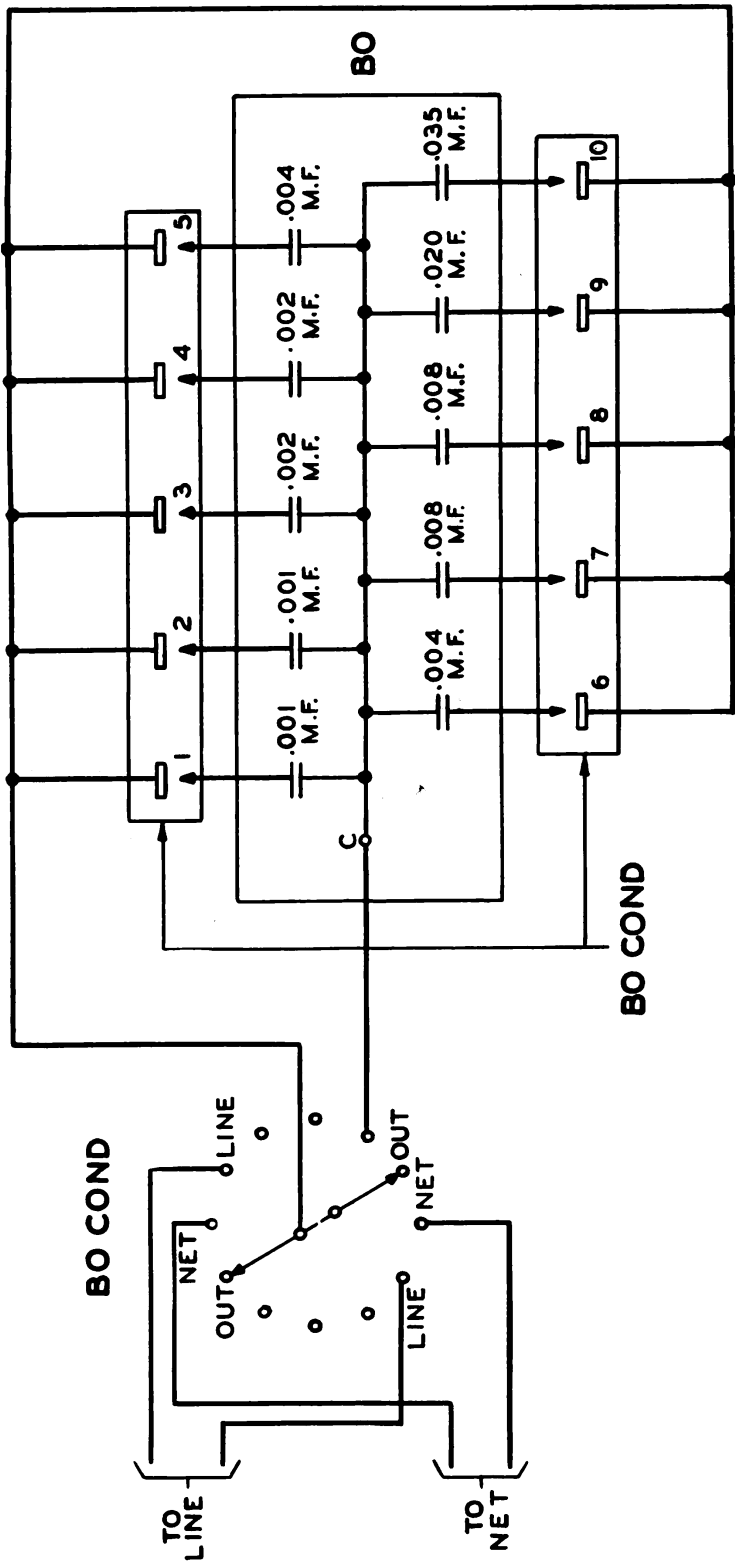 BO COND
TO
LINE
TO
NET
OUT
NET
LINE
LINE
NET
OUT
BO COND
C
1
2
3
4
5
.001
M.F.
.001
M.F.
.002
M.F.
.002
M.F.
.004
M.F.
BO
.004
M.F.
.008
M.F.
.008
M.F.
.020
M.F.
.035
M.F.
6
7
8
9
10